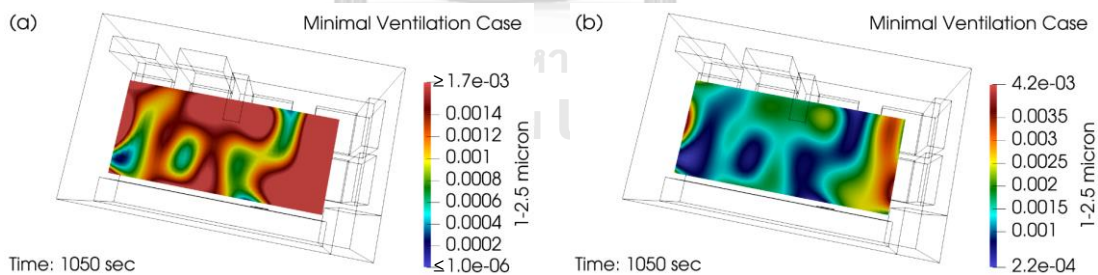 (a)
Minimal Ventilation Case
≥ 1.7e-03
0.0014
0.0012
0.001
0.0008
0.0006
0.0004
0.0002
≤ 1.0e-06
1-2.5 micron
Time: 1050 sec
(b)
Minimal Ventilation Case
4.2e-03
0.0035
0.003
0.0025
0.002
0.0015
0.001
2.2e-04
1-2.5 micron
Time: 1050 sec